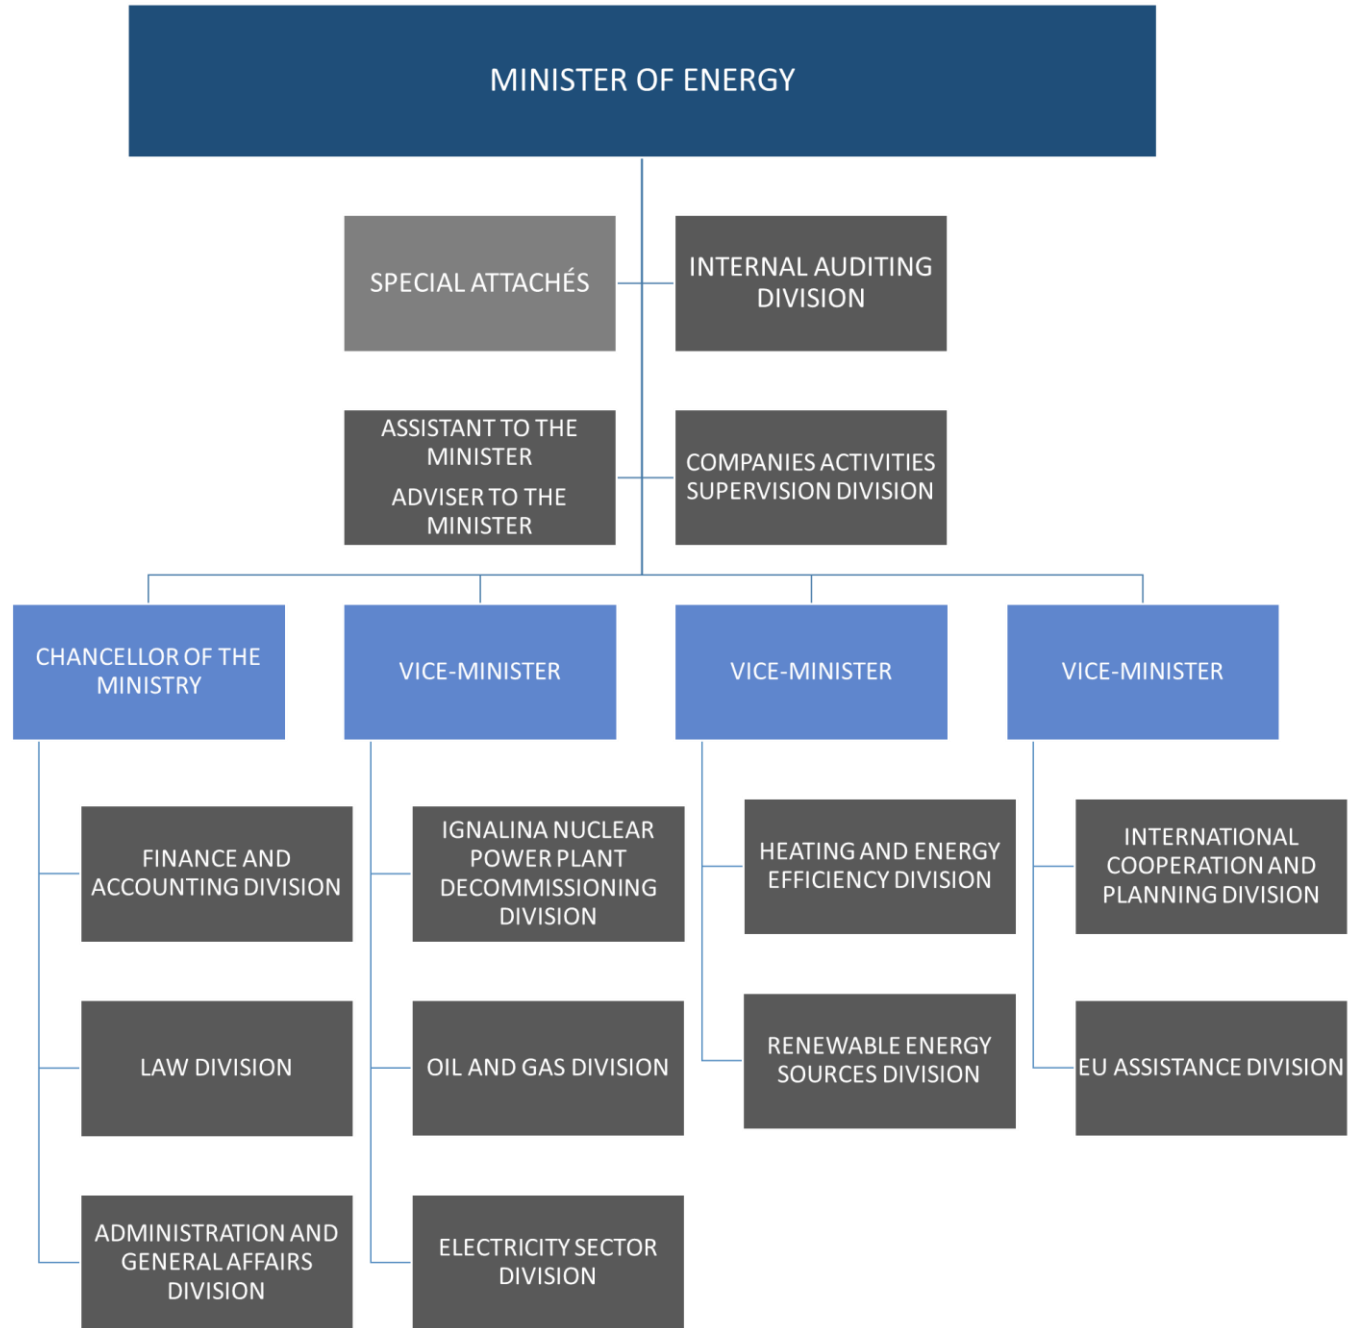 MINISTER OF ENERGY
SPECIAL ATTACHÉS
INTERNAL AUDITING
DIVISION
ASSISTANT TO THE
MINISTER
ADVISER TO THE
MINISTER
COMPANIES ACTIVITIES
SUPERVISION DIVISION
CHANCELLOR OF THE
MINISTRY
VICE-MINISTER
VICE-MINISTER
VICE-MINISTER
FINANCE AND
ACCOUNTING DIVISION
IGNALINA NUCLEAR
POWER PLANT
DECOMMISSIONING
DIVISION
HEATING AND ENERGY
EFFICIENCY DIVISION
INTERNATIONAL
COOPERATION AND
PLANNING DIVISION
LAW DIVISION
OIL AND GAS DIVISION
RENEWABLE ENERGY
SOURCES DIVISION
EU ASSISTANCE DIVISION
ADMINISTRATION AND
GENERAL AFFAIRS
DIVISION
ELECTRICITY SECTOR
DIVISION